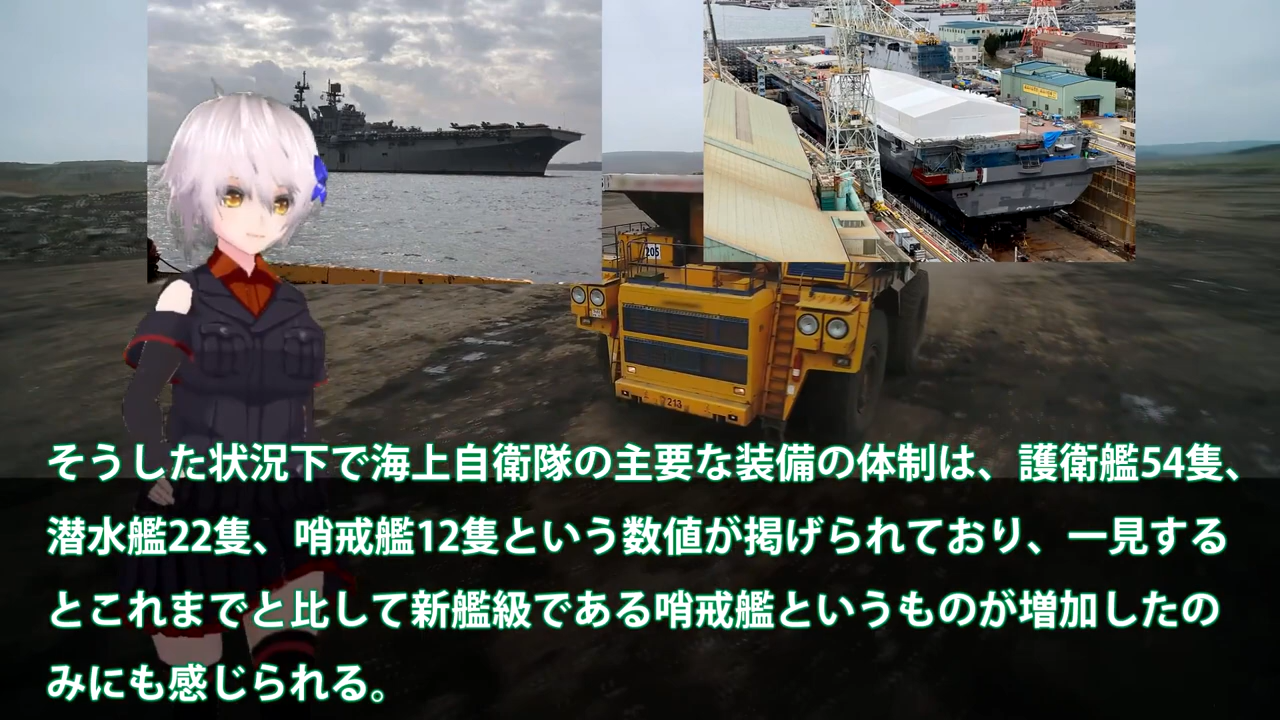 205
213
そうした状況下で海上自衛隊の主要な装備の体制は、護衛艦54隻、
潜水艦22隻、哨戒艦12隻という数値が掲げられており、一見する
とこれまでと比して新艦級である哨戒艦というものが増加したの
みにも感じられる。